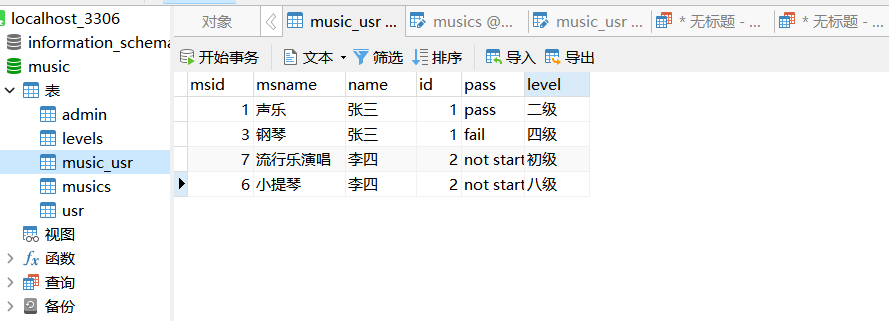 localhost_3306
information_schema
music
表
admin
levels
music_usr
musics
usr
视图
fx 函数
查询
备份
对象 music_usr ... musics @... music_usr ... * 无标题 - ... * 无标题 - ...
开始事务 文本 筛选 排序 导入 导出
msid msname name id pass level
1 声乐 张三 1 pass 二级
3 钢琴 张三 1 fail 四级
7 流行乐演唱 李四 2 not start 初级
6 小提琴 李四 2 not start 八级